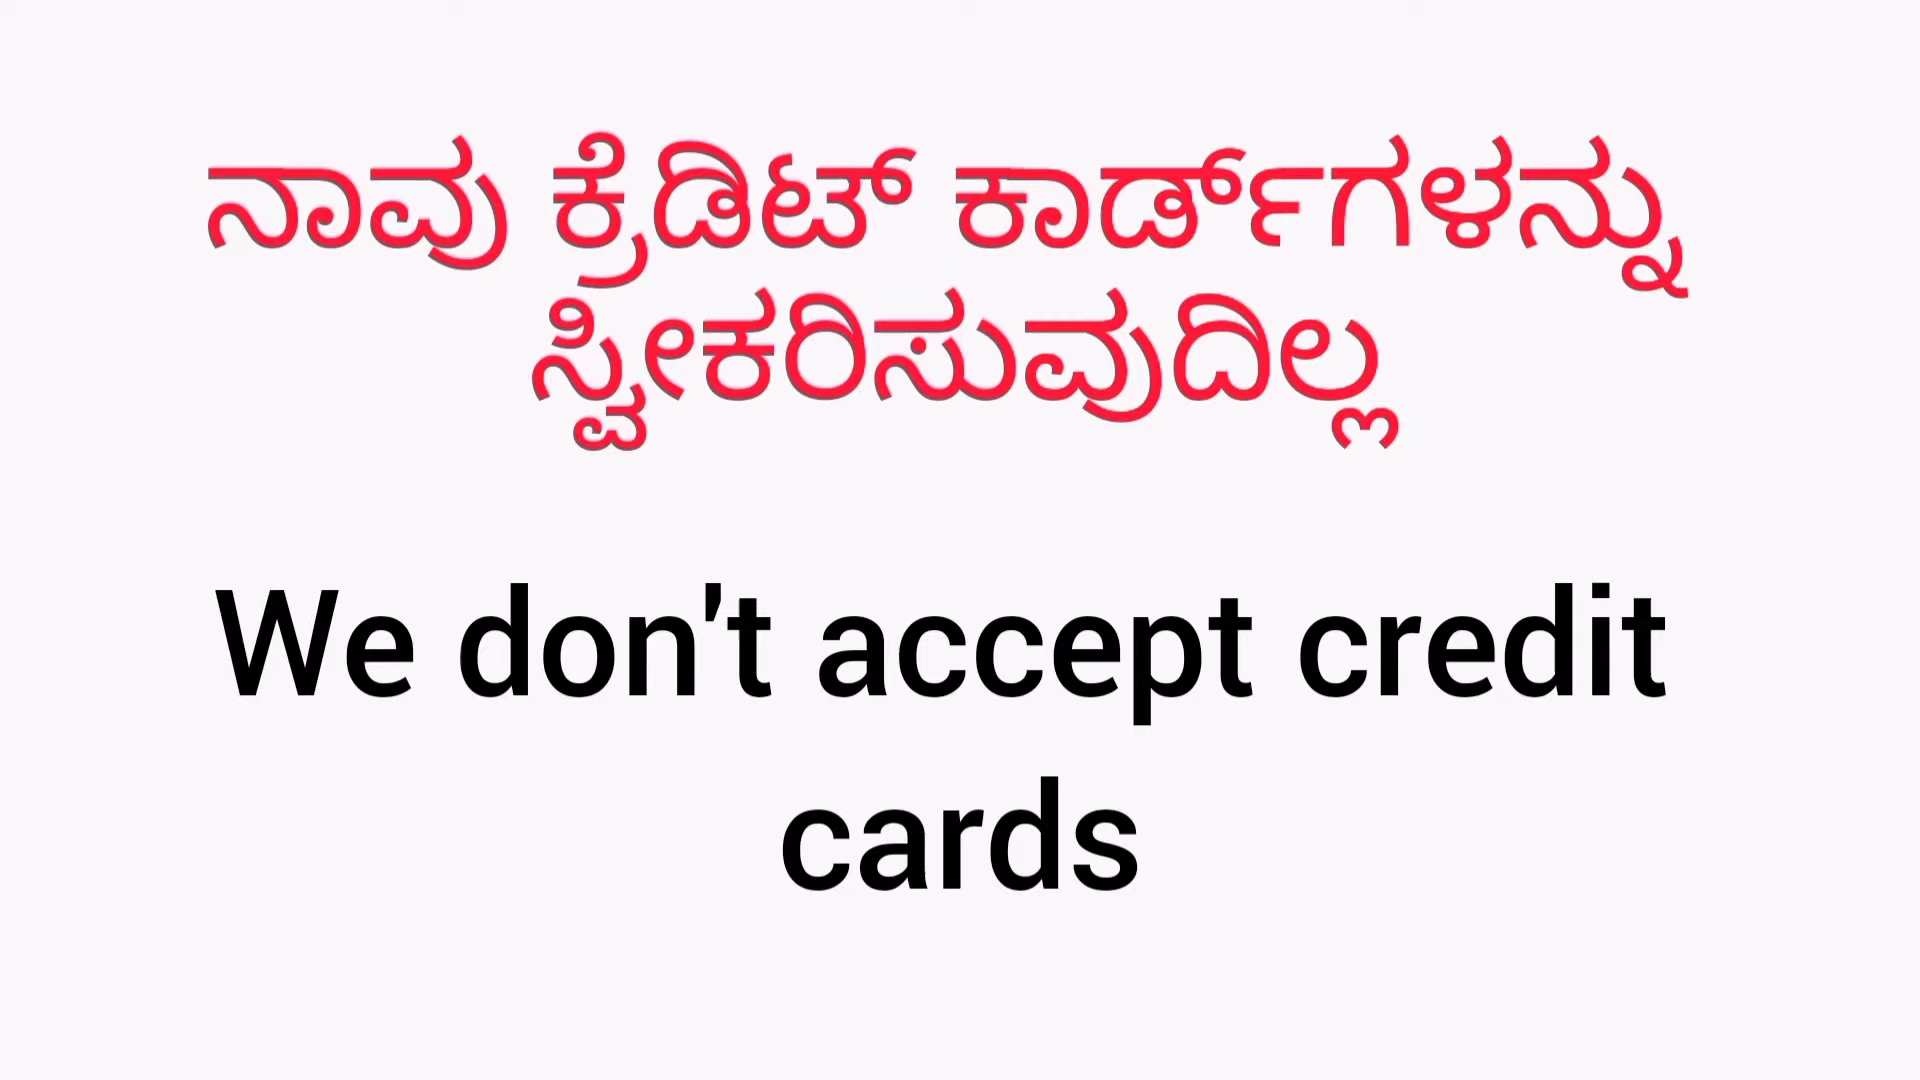 ನಾವು ಕ್ರೆಡಿಟ್ ಕಾರ್ಡ್‌ಗಳನ್ನು
ಸ್ವೀಕರಿಸುವುದಿಲ್ಲ
We don't accept credit
cards